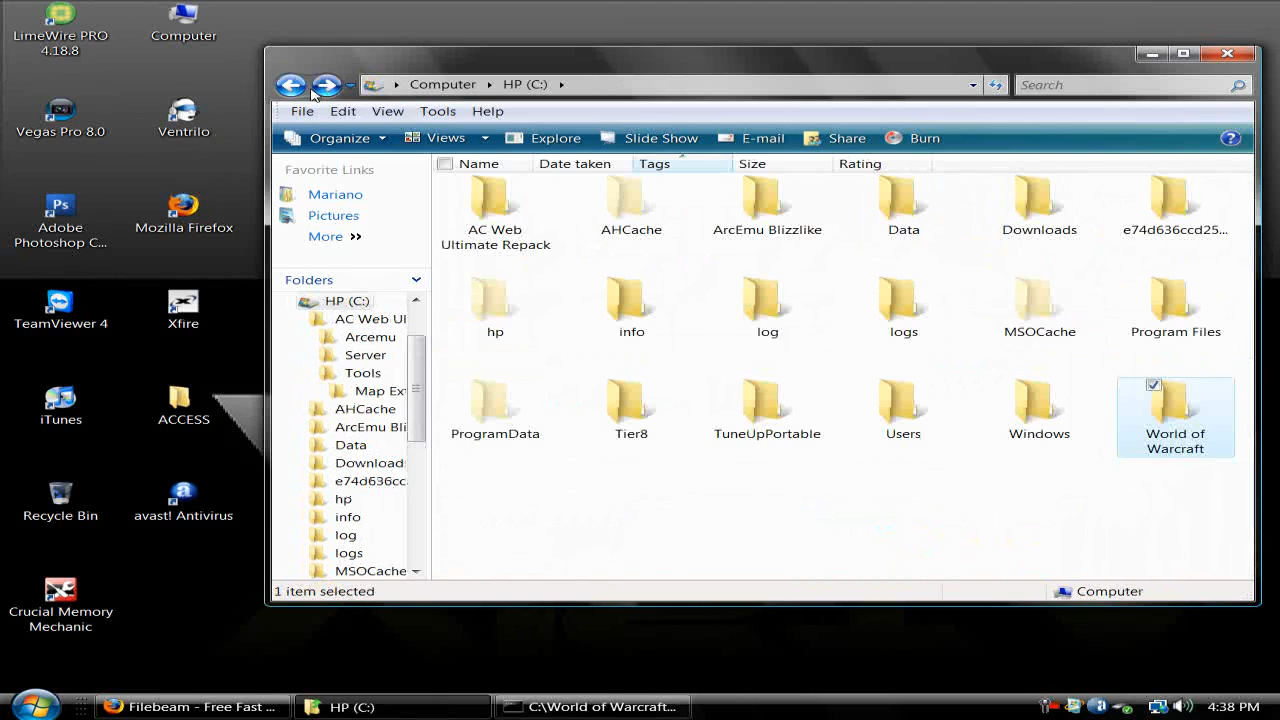 LimeWire PRO
4.18.8
Computer
Vegas Pro 8.0
Ventrilo
Ps
Adobe
Photoshop C...
Mozilla Firefox
TeamViewer 4
Xfire
iTunes
ACCESS
Recycle Bin
avast! Antivirus
Crucial Memory
Mechanic
Computer
HP (C:)
Search
File
Edit
View
Tools
Help
Organize
Views
Explore
Slide Show
E-mail
Share
Burn
?
Favorite Links
Mariano
Pictures
More >>
Folders
HP (C:)
AC Web Ul
Arcemu
Server
Tools
Map Ex
AHCache
ArcEmu Bli
Data
Download
e74d636cc
hp
info
log
logs
MSOCache
Name
Date taken
Tags
Size
Rating
AC Web
Ultimate Repack
AHCache
ArcEmu Blizzlike
Data
Downloads
e74d636ccd25...
hp
info
log
logs
MSOCache
Program Files
ProgramData
Tier8
TuneUpPortable
Users
Windows
World of
Warcraft
1 item selected
Computer
Filebeam - Free Fast ...
HP (C:)
C:\World of Warcraft...
4:38 PM